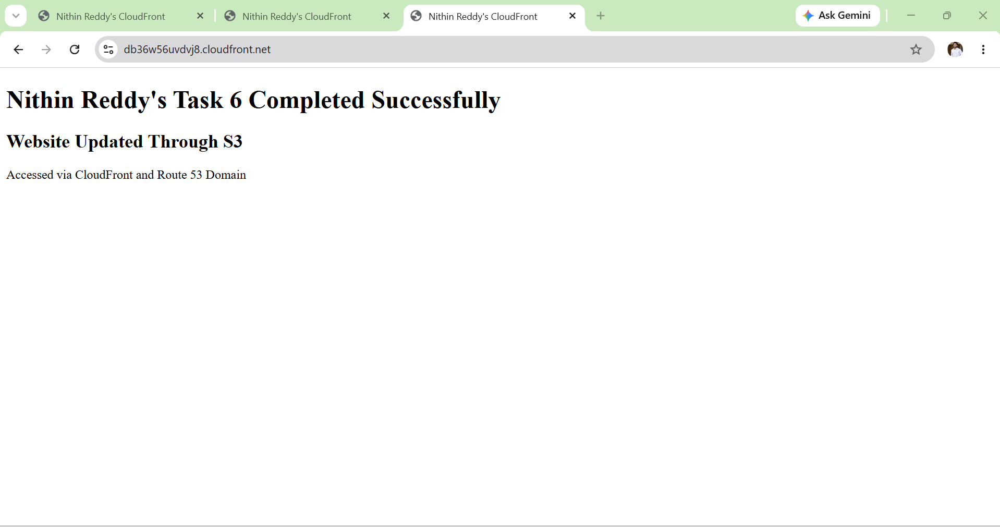 Nithin Reddy's CloudFront
Nithin Reddy's CloudFront
Nithin Reddy's CloudFront
Ask Gemini
db36w56uvdvj8.cloudfront.net
Nithin Reddy's Task 6 Completed Successfully
Website Updated Through S3
Accessed via CloudFront and Route 53 Domain